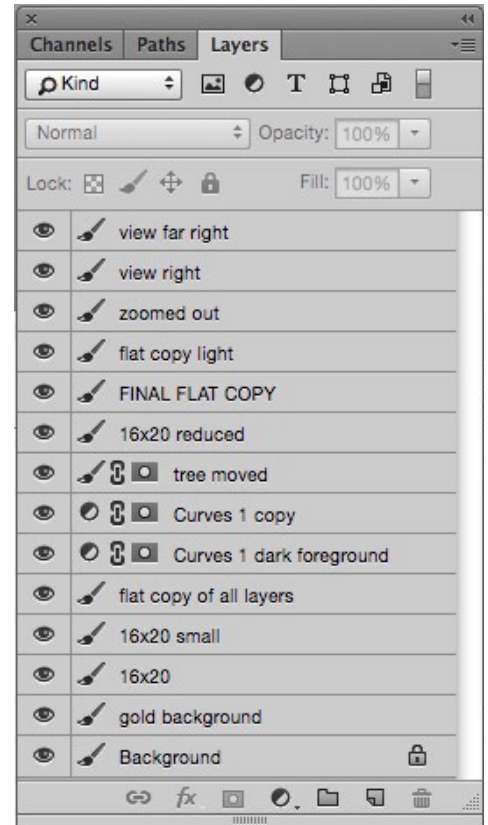 Channels Paths Layers
Kind T
Normal Opacity: 100%
Lock: Fill: 100%
view far right
view right
zoomed out
flat copy light
FINAL FLAT COPY
16x20 reduced
tree moved
Curves 1 copy
Curves 1 dark foreground
flat copy of all layers
16x20 small
16x20
gold background
Background
fx